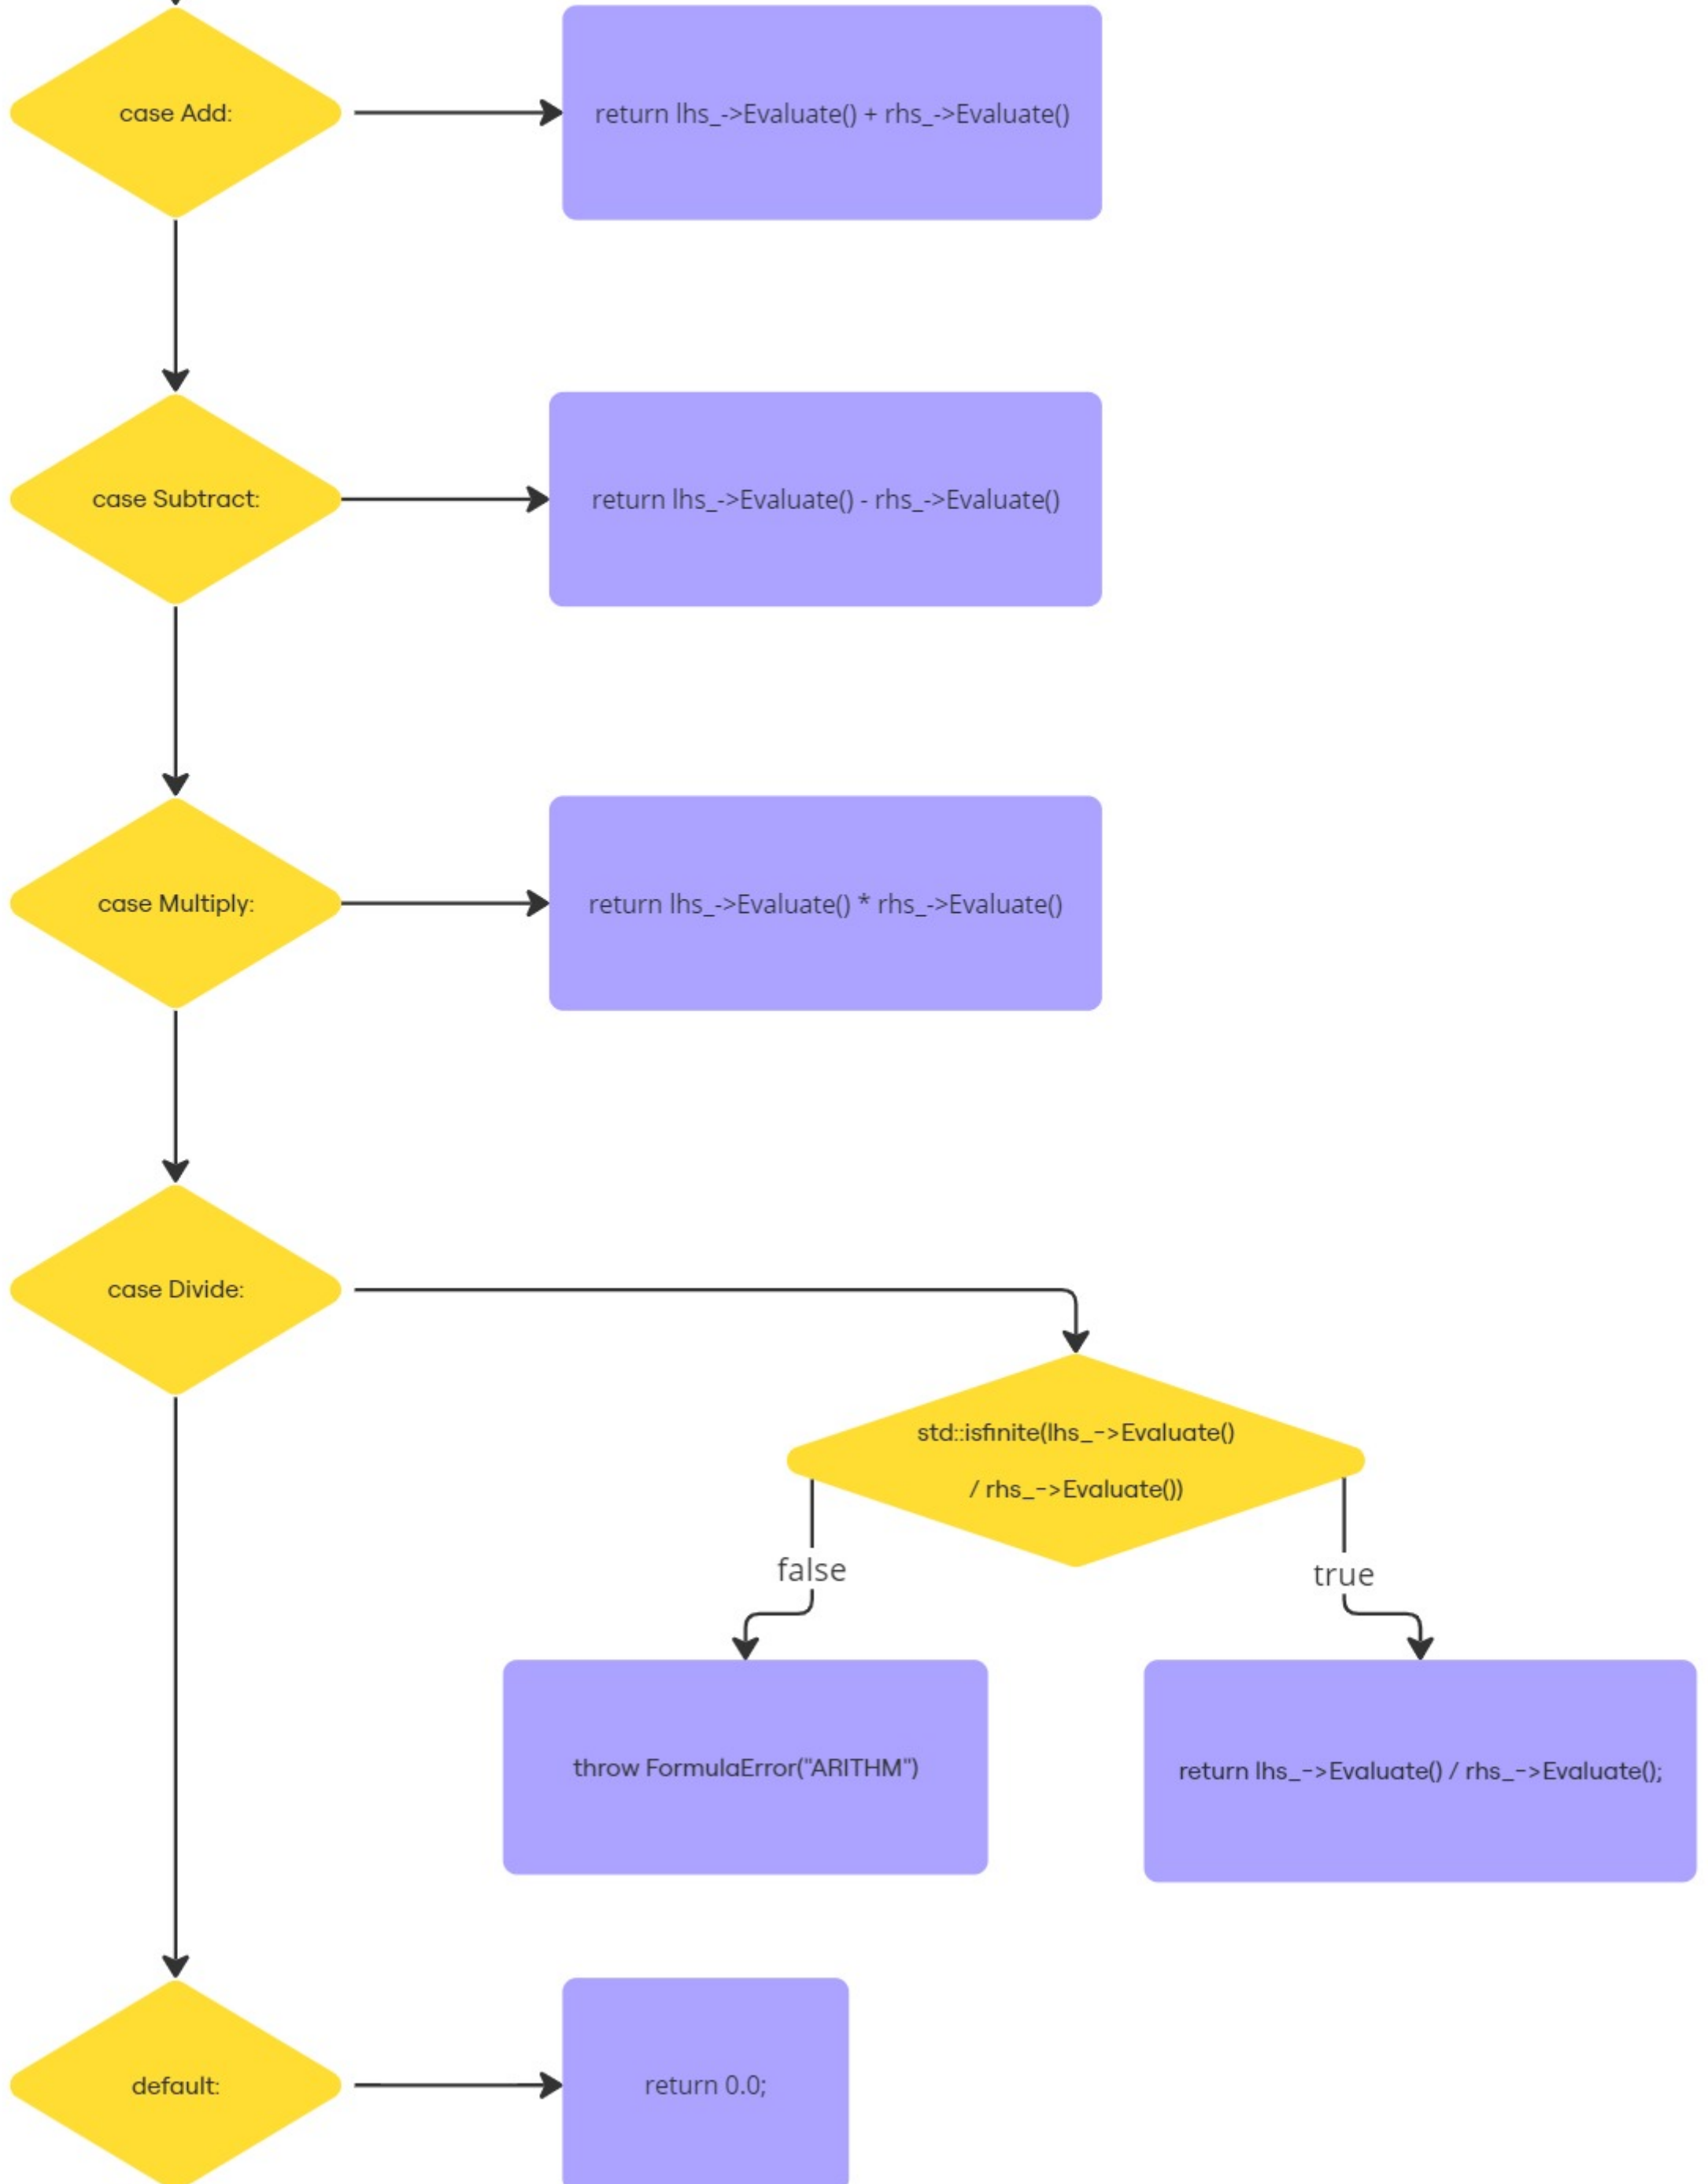 case Add:
return lhs_->Evaluate() + rhs_->Evaluate()
case Subtract:
return lhs_->Evaluate() - rhs_->Evaluate()
case Multiply:
return lhs_->Evaluate() * rhs_->Evaluate()
case Divide:
std::isfinite(lhs_->Evaluate()
/ rhs_->Evaluate())
false
true
throw FormulaError("ARITHM")
return lhs_->Evaluate() / rhs_->Evaluate();
default:
return 0.0;